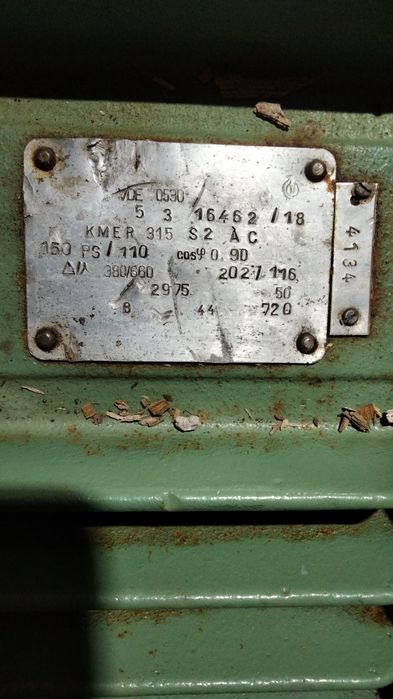 VDE 0530
5 3 16462/18
KMER 315 S2 AC
150 PS/110 cosφ 0.90
Δ/⅄ 380/660 202/116
2975 50
B 44 720
4134